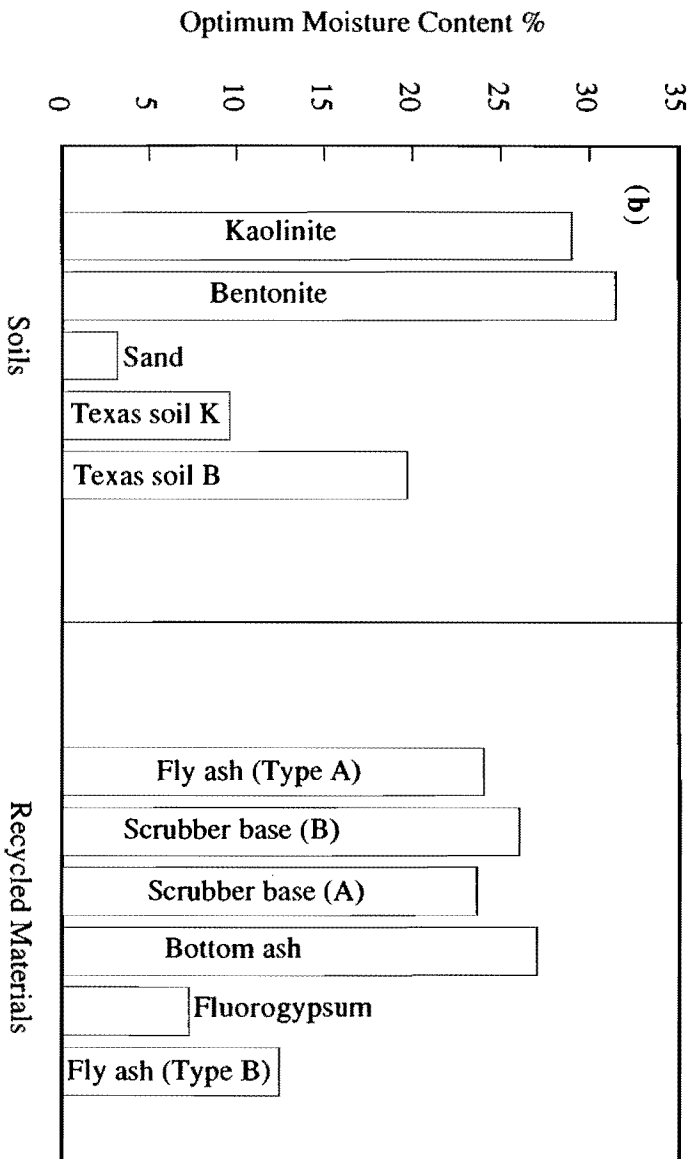 Optimum Moisture Content %
0
5
10
15
20
25
30
35
(b)
Kaolinite
Bentonite
Sand
Texas soil K
Texas soil B
Fly ash (Type A)
Scrubber base (B)
Scrubber base (A)
Bottom ash
Fluorogypsum
Fly ash (Type B)
Soils
Recycled Materials